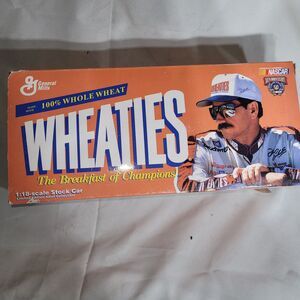 General Mills
100% WHOLE WHEAT
NASCAR
WHEATIES
The Breakfast of Champions
1:18-scale Stock Car